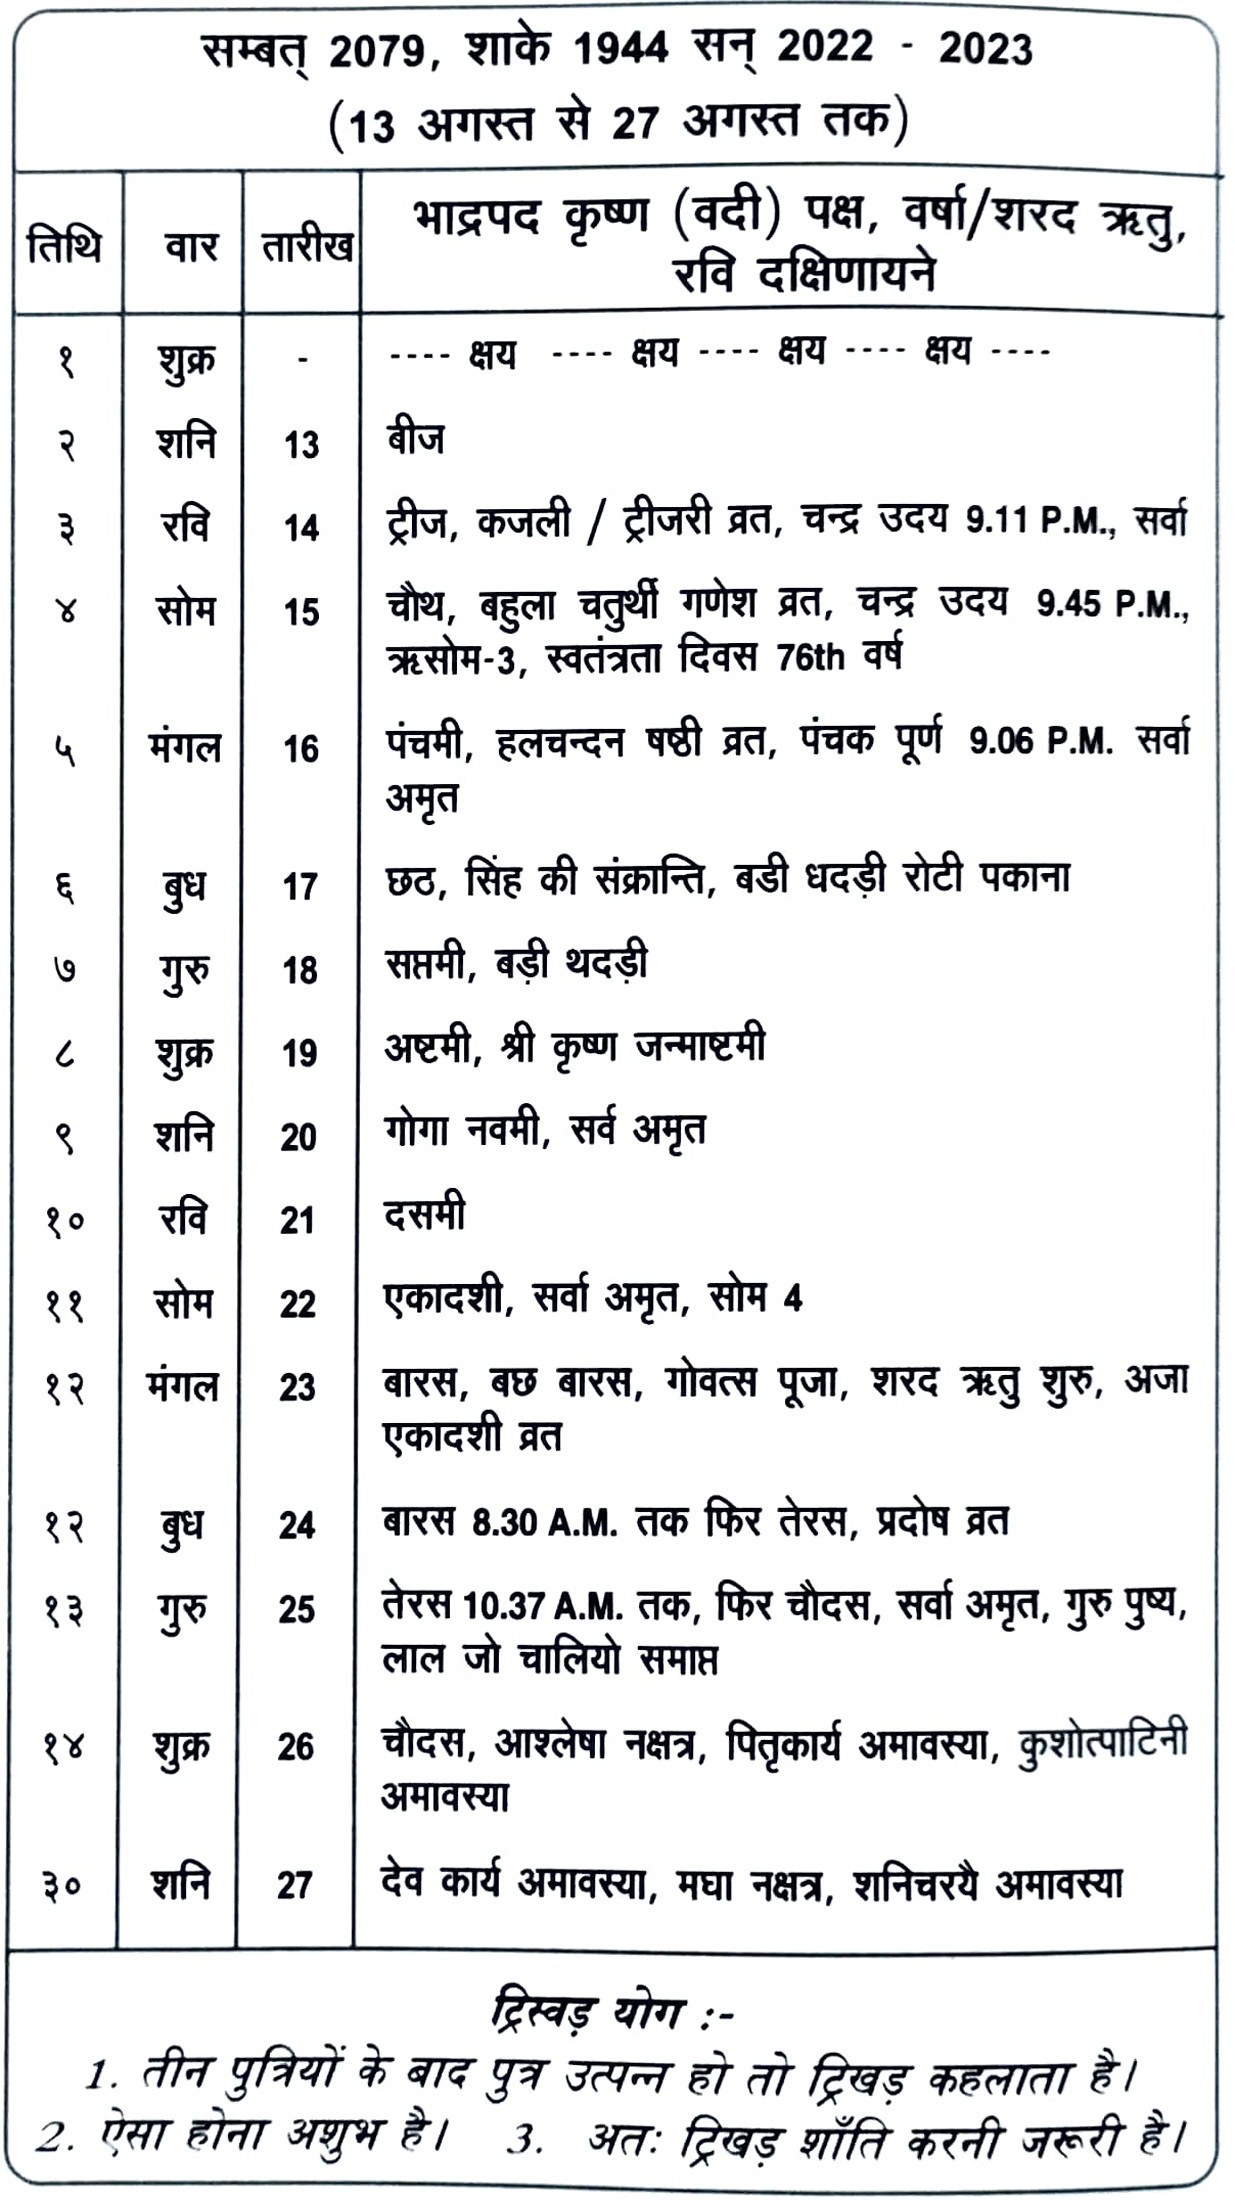 सम्बत् 2079, शाके 1944 सन् 2022 - 2023
(13 अगस्त से 27 अगस्त तक)
तिथि वार तारीख भाद्रपद कृष्ण (वदी) पक्ष, वर्षा/शरद ऋतु,
रवि दक्षिणायने
१ शुक्र - ---- क्षय ---- क्षय ---- क्षय ---- क्षय ----
२ शनि 13 बीज
३ रवि 14 ट्रीज, कजली / ट्रीजरी व्रत, चन्द्र उदय 9.11 P.M., सर्वा
४ सोम 15 चौथ, बहुला चतुर्थी गणेश व्रत, चन्द्र उदय 9.45 P.M.,
ऋसोम-3, स्वतंत्रता दिवस 76th वर्ष
५ मंगल 16 पंचमी, हलचन्दन षष्ठी व्रत, पंचक पूर्ण 9.06 P.M. सर्वा
अमृत
६ बुध 17 छठ, सिंह की संक्रान्ति, बडी धदड़ी रोटी पकाना
७ गुरु 18 सप्तमी, बड़ी थदड़ी
८ शुक्र 19 अष्टमी, श्री कृष्ण जन्माष्टमी
९ शनि 20 गोगा नवमी, सर्व अमृत
१० रवि 21 दसमी
११ सोम 22 एकादशी, सर्वा अमृत, सोम 4
१२ मंगल 23 बारस, बछ बारस, गोवत्स पूजा, शरद ऋतु शुरु, अजा
एकादशी व्रत
१२ बुध 24 बारस 8.30 A.M. तक फिर तेरस, प्रदोष व्रत
१३ गुरु 25 तेरस 10.37 A.M. तक, फिर चौदस, सर्वा अमृत, गुरु पुष्य,
लाल जो चालियो समाप्त
१४ शुक्र 26 चौदस, आश्लेषा नक्षत्र, पितृकार्य अमावस्या, कुशोत्पाटिनी
अमावस्या
३० शनि 27 देव कार्य अमावस्या, मघा नक्षत्र, शनिचरयै अमावस्या
ट्रिस्वड़ योग :-
1. तीन पुत्रियों के बाद पुत्र उत्पन्न हो तो ट्रिखड़ कहलाता है।
2. ऐसा होना अशुभ है। 3. अतः ट्रिखड़ शाँति करनी जरूरी है।